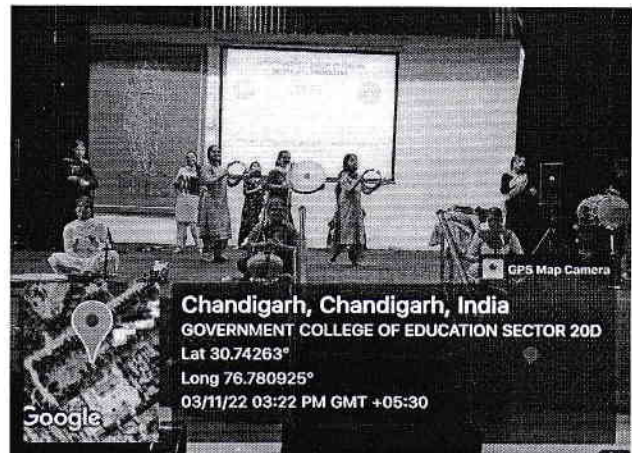 GPS Map Camera
Chandigarh, Chandigarh, India
GOVERNMENT COLLEGE OF EDUCATION SECTOR 20D
Lat 30.74263°
Long 76.780925°
03/11/22 03:22 PM GMT +05:30
Google